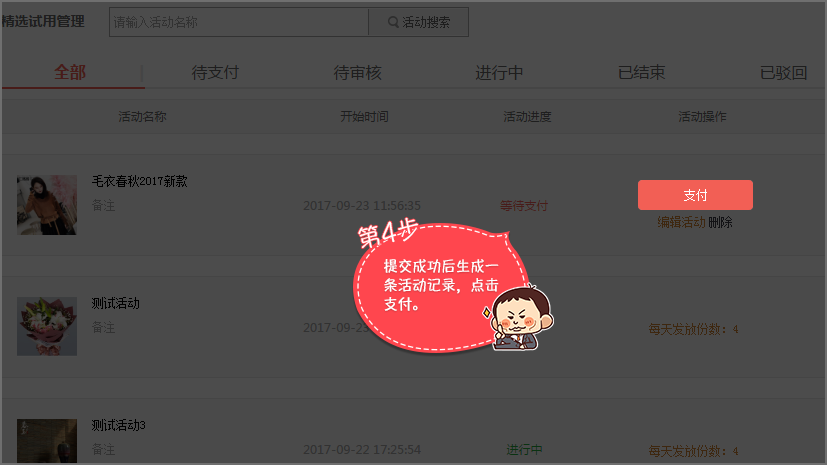 精选试用管理
请输入活动名称
活动搜索
全部 待支付 待审核 进行中 已结束 已驳回
活动名称 开始时间 活动进度 活动操作
毛衣春秋2017新款
支付
备注 2017-09-23 11:56:35 等待支付
编辑活动 删除
第4步
提交成功后生成一
条活动记录，点击
支付。
测试活动
备注 2017-09-2 每天发放份数：4
测试活动3
备注 2017-09-22 17:25:54 进行中 每天发放份数：4